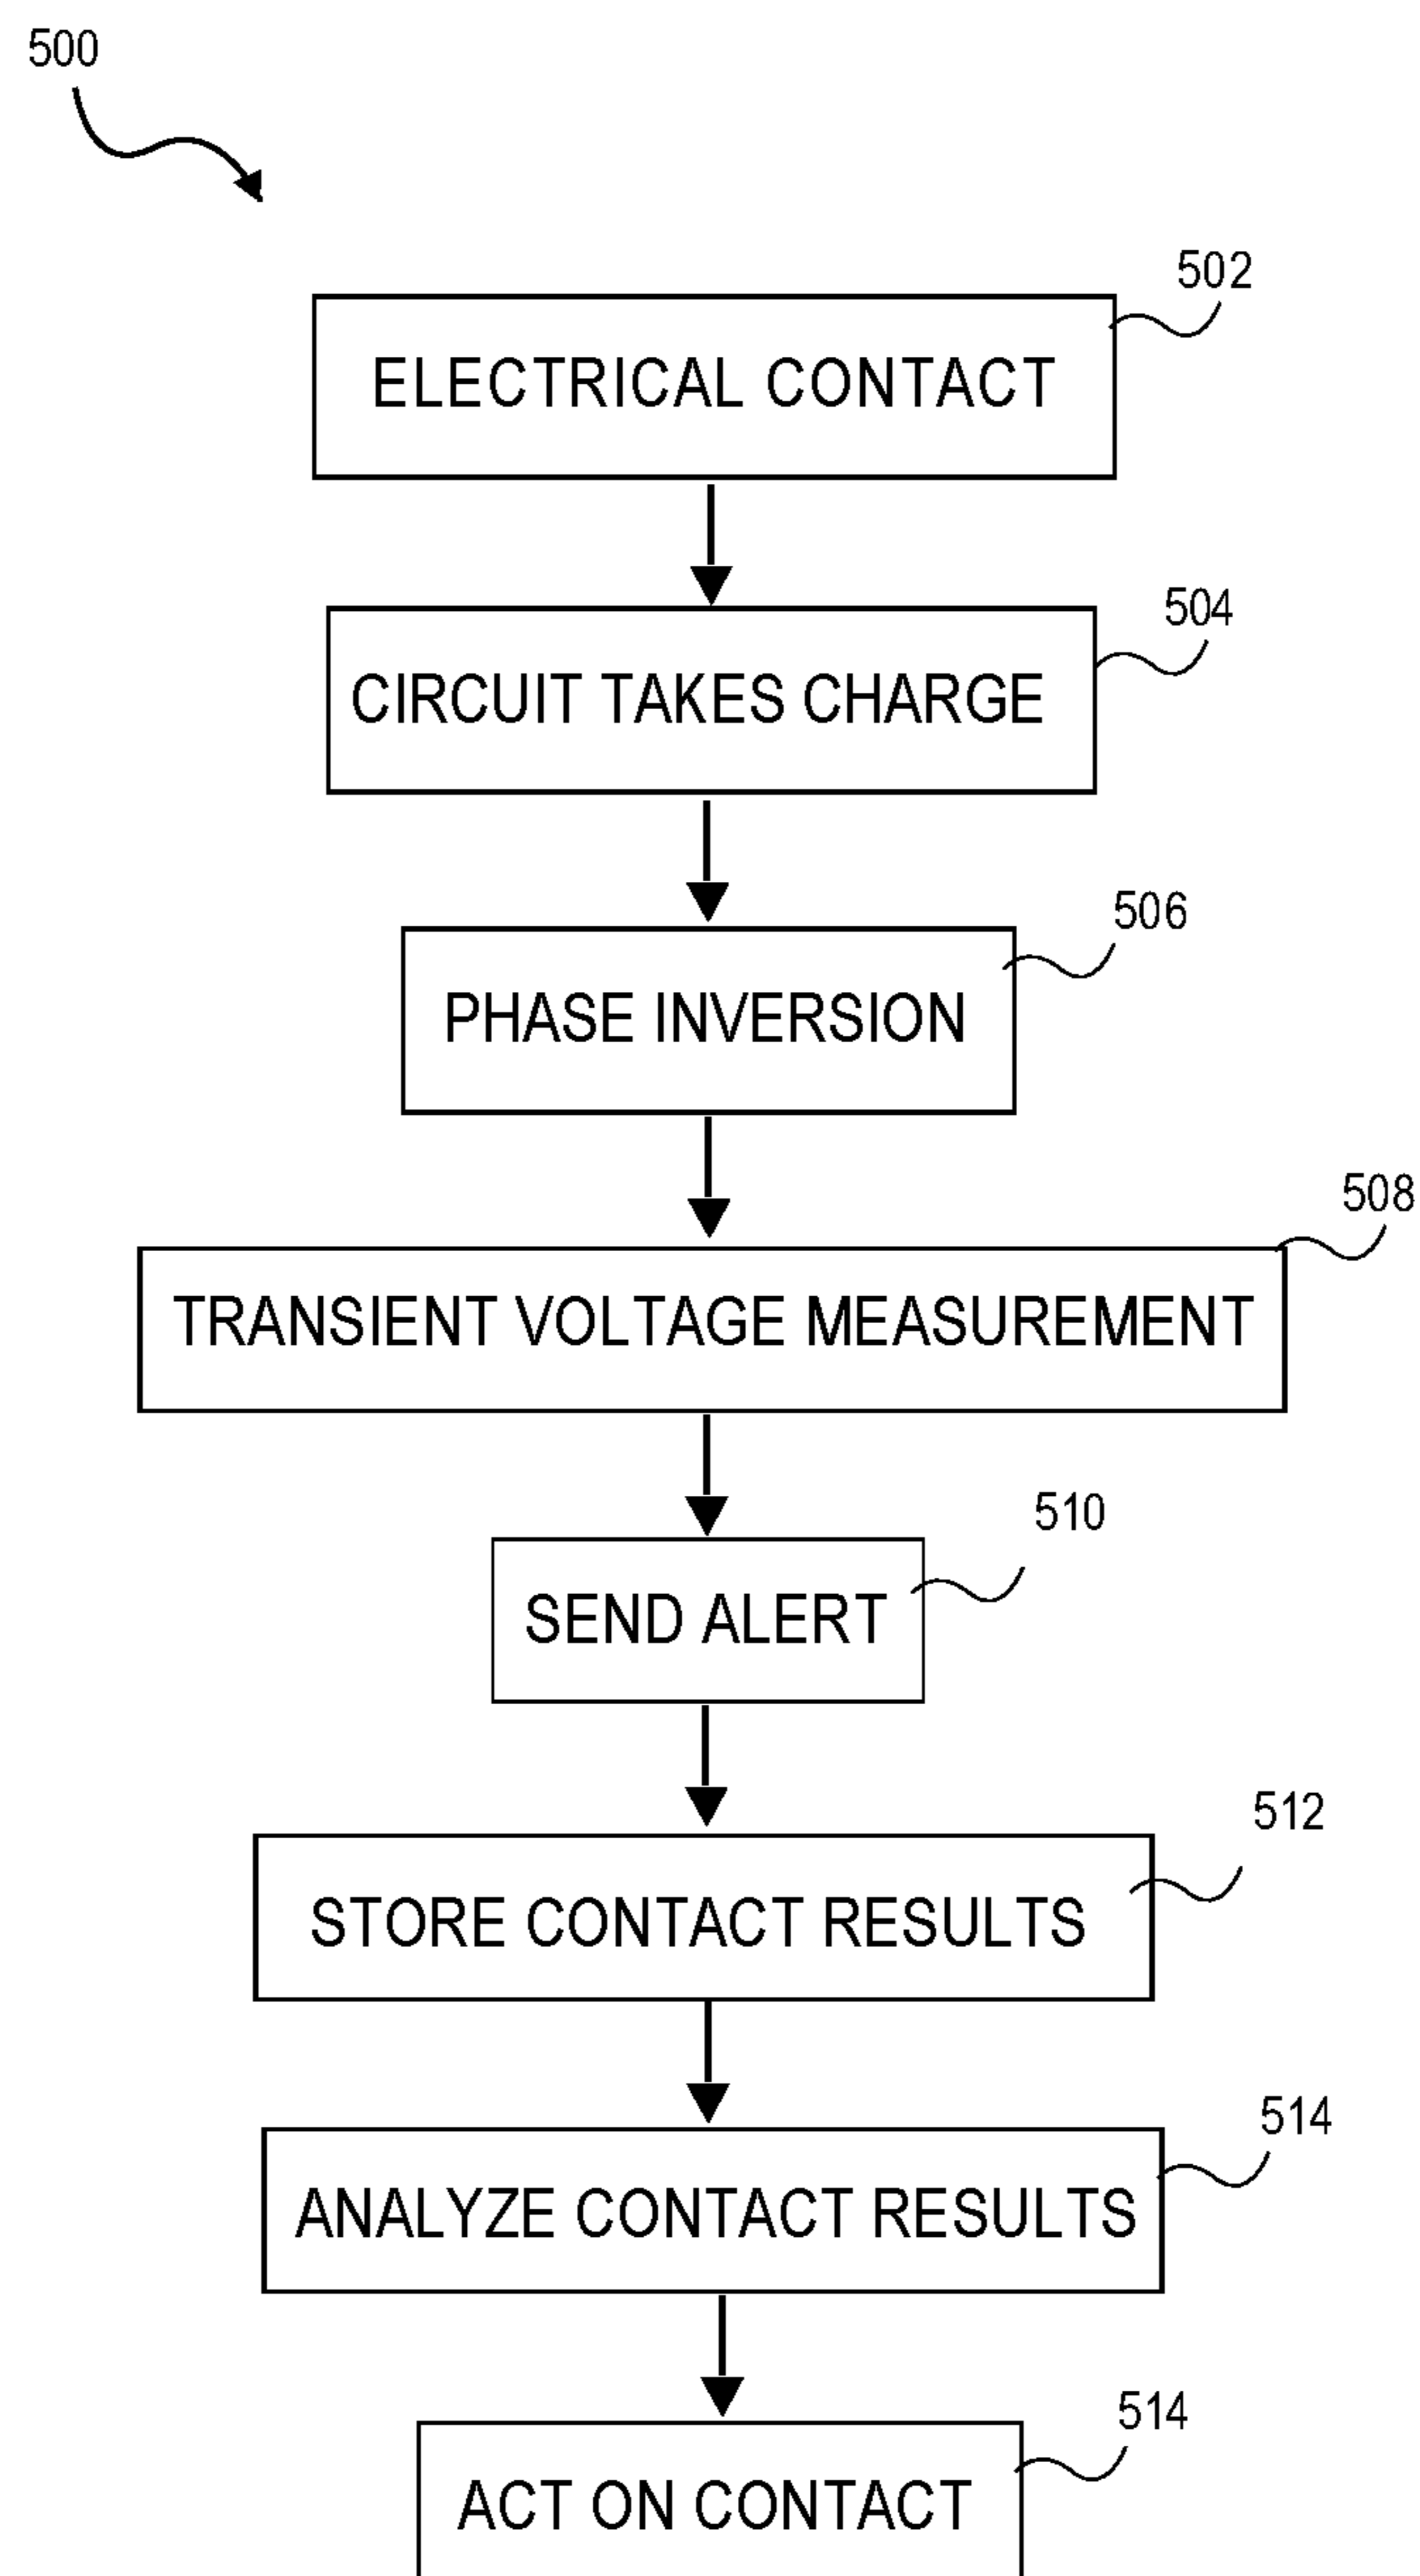 500
502
ELECTRICAL CONTACT
504
CIRCUIT TAKES CHARGE
506
PHASE INVERSION
508
TRANSIENT VOLTAGE MEASUREMENT
510
SEND ALERT
512
STORE CONTACT RESULTS
514
ANALYZE CONTACT RESULTS
514
ACT ON CONTACT